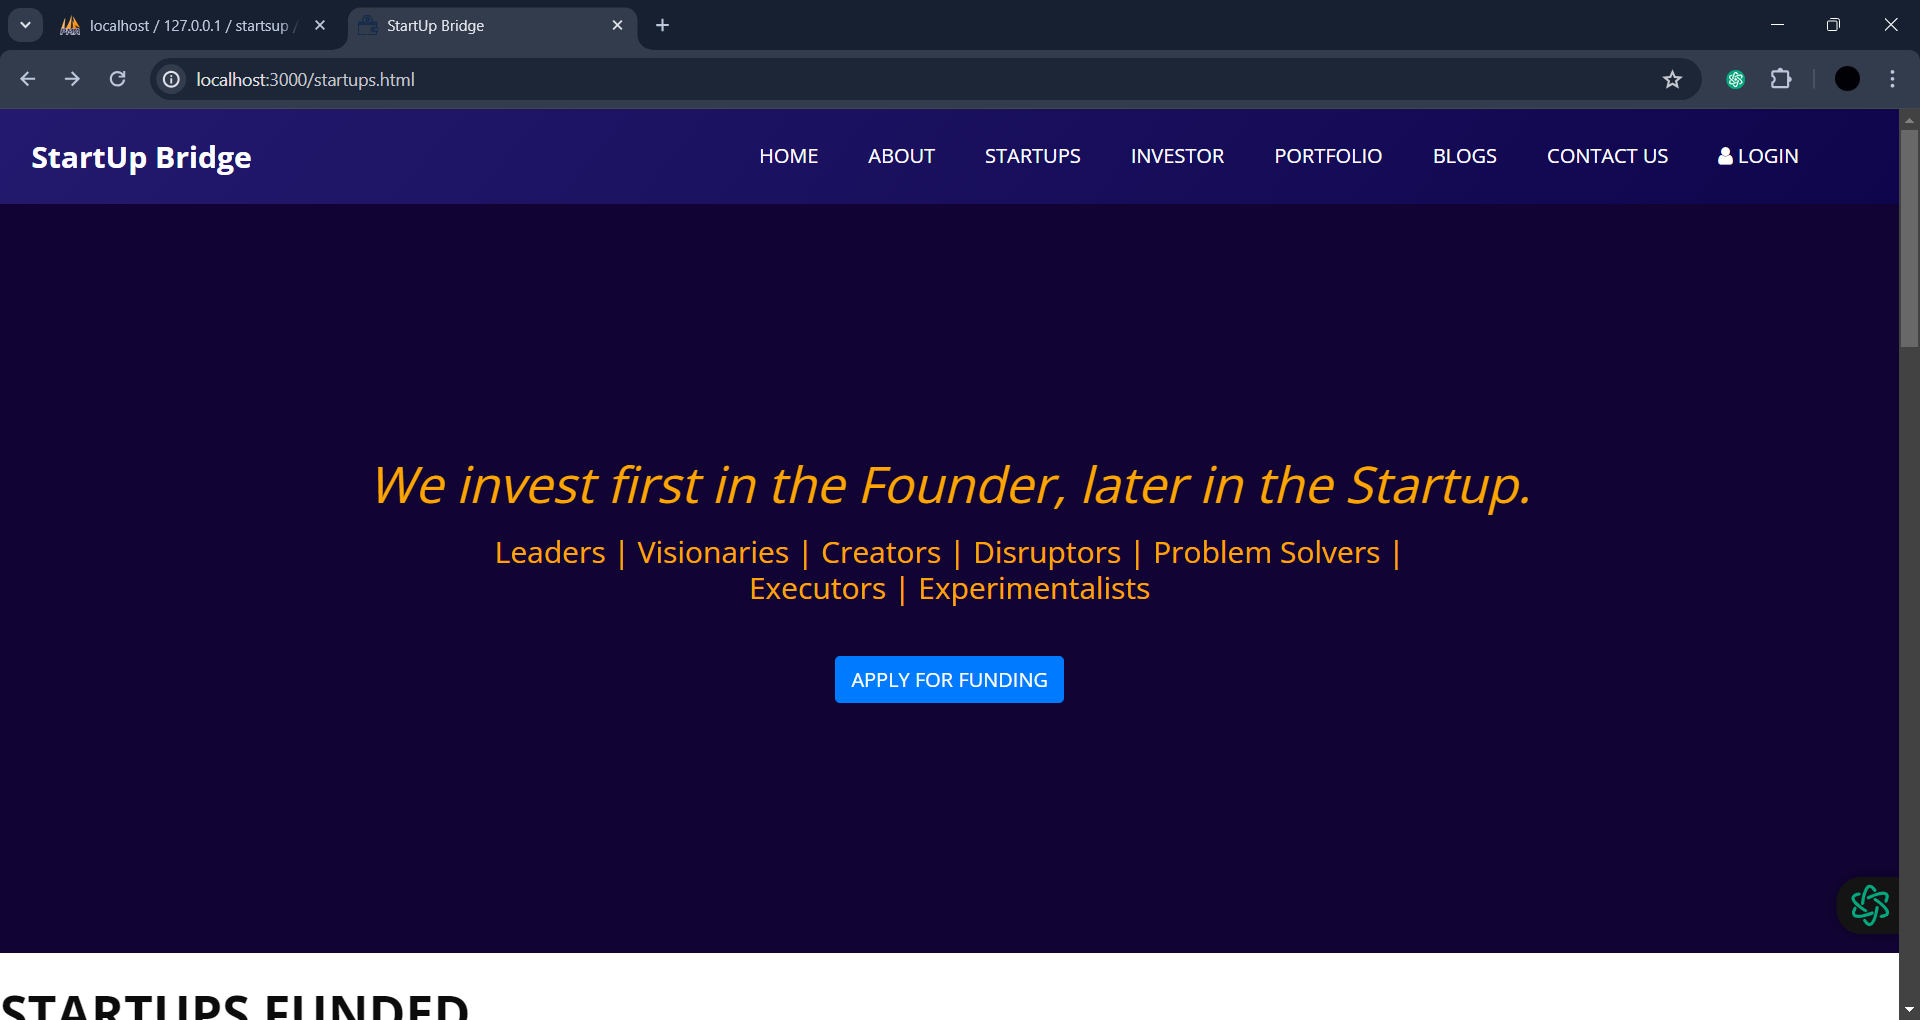 localhost / 127.0.0.1 / startsup /
StartUp Bridge
localhost:3000/startups.html
StartUp Bridge
HOME
ABOUT
STARTUPS
INVESTOR
PORTFOLIO
BLOGS
CONTACT US
LOGIN
We invest first in the Founder, later in the Startup.
Leaders | Visionaries | Creators | Disruptors | Problem Solvers |
Executors | Experimentalists
APPLY FOR FUNDING
STARTUPS FUNDED